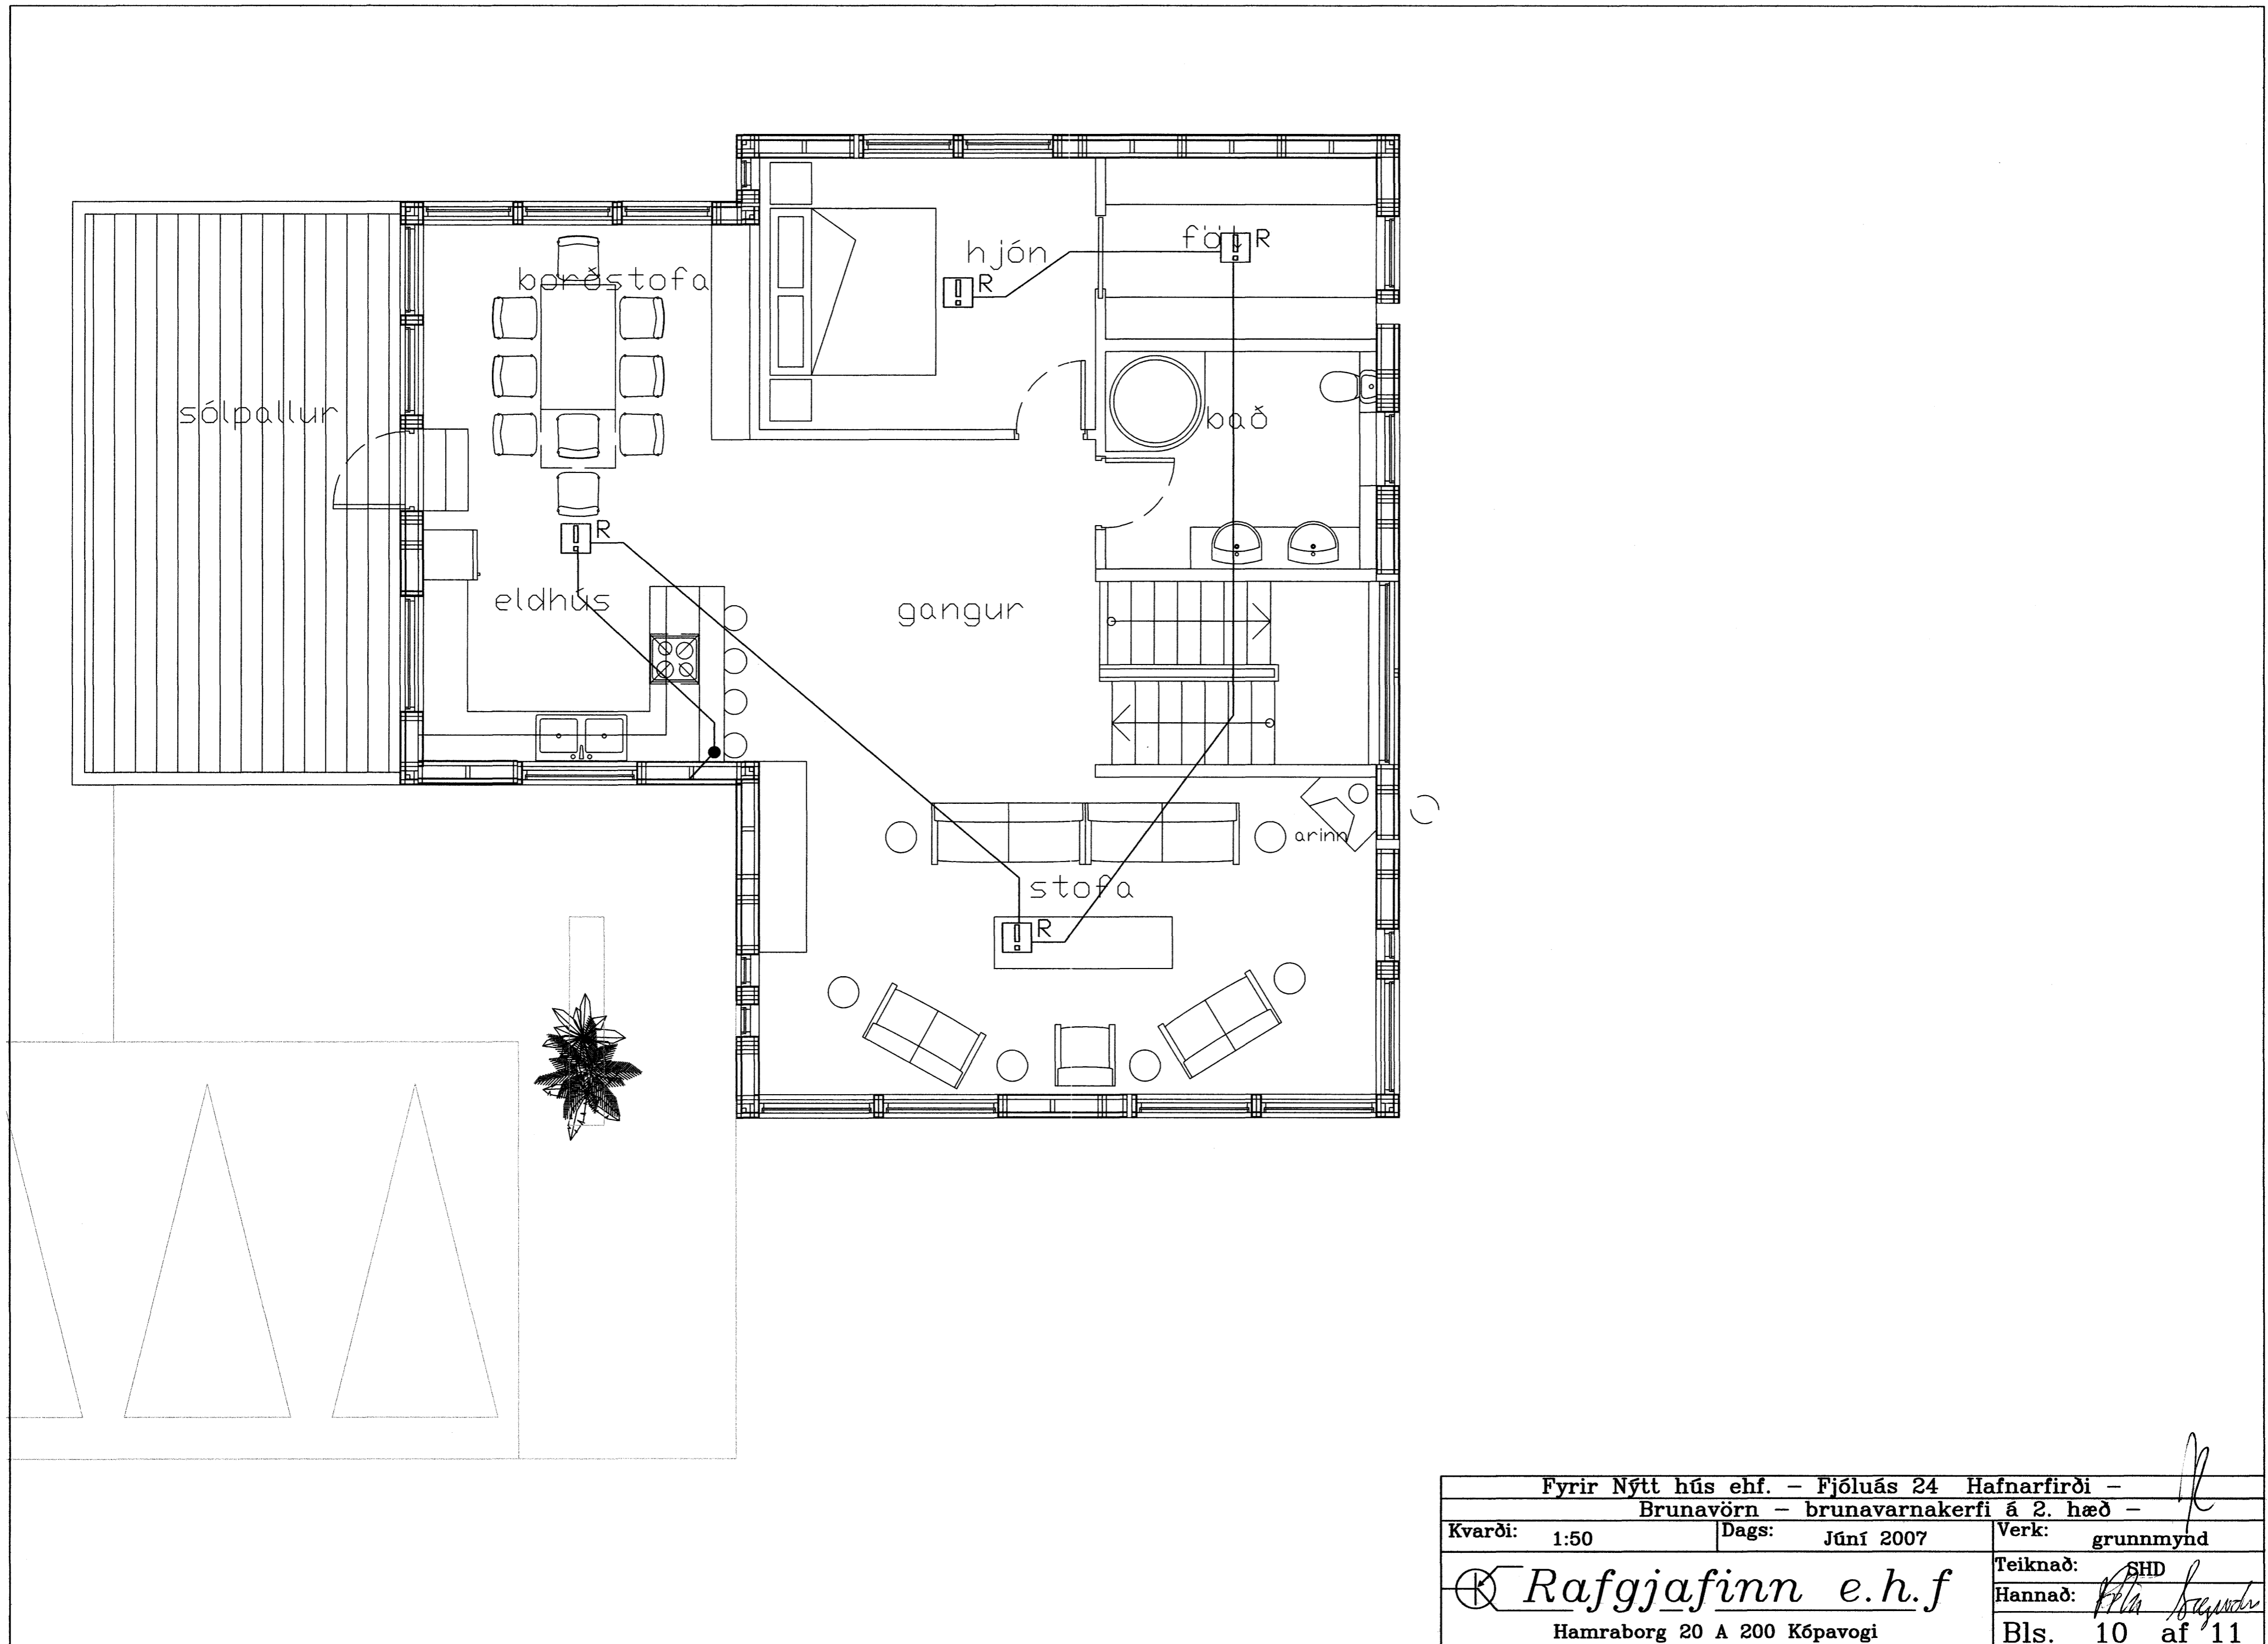 hjón
föt
R
R
borðstofa
sólpallur
bað
R
eldhús
gangur
arinn
stofa
R
Fyrir Nýtt hús ehf. – Fjóluás 24 Hafnarfirði –
Brunavörn – brunavarnakerfi á 2. hæð –
Kvarði: 1:50 Dags: Júní 2007 Verk: grunnmynd
Teiknað: SHD
Rafgjafinn e.h.f
Hannað:
Hamraborg 20 A 200 Kópavogi
Bls. 10 af 11